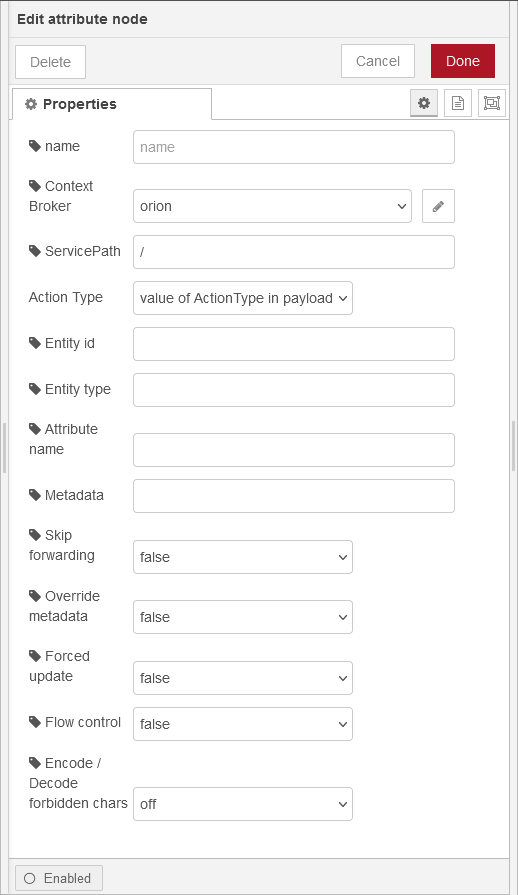 Edit attribute node
Delete
Cancel
Done
Properties
name
name
Context
Broker
orion
ServicePath
/
Action Type
value of ActionType in payload
Entity id
Entity type
Attribute
name
Metadata
Skip
forwarding
false
Override
metadata
false
Forced
update
false
Flow control
false
Encode /
Decode
forbidden chars
off
Enabled